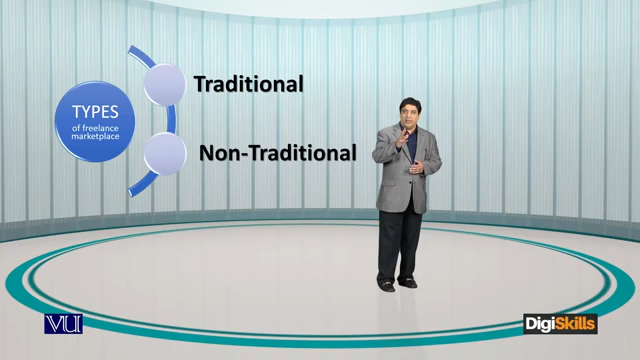 TYPES
of freelance
marketplace
Traditional
Non-Traditional
VU
DigiSkills